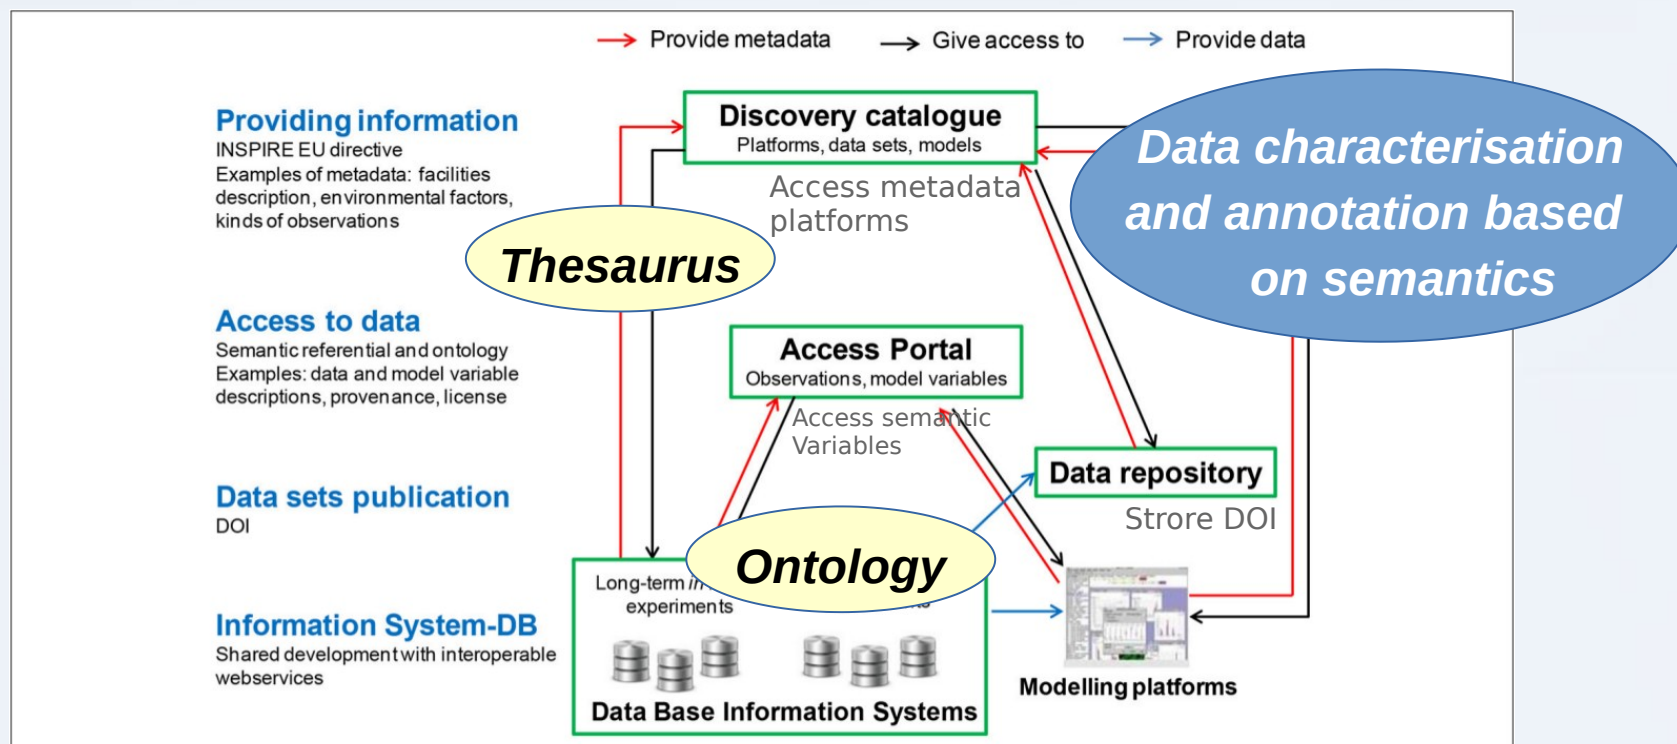 Provide metadata
Give access to
Provide data
Providing information
INSPIRE EU directive
Examples of metadata: facilities
description, environmental factors,
kinds of observations
Discovery catalogue
Platforms, data sets, models
Access metadata
platforms
Data characterisation
and annotation based
on semantics
Thesaurus
Access to data
Semantic referential and ontology
Examples: data and model variable
descriptions, provenance, license
Access Portal
Observations, model variables
Access semantic
Variables
Data repository
Strore DOI
Data sets publication
DOI
Ontology
Information System-DB
Shared development with interoperable
webservices
Long-term in
experiments
Data Base Information Systems
Modelling platforms